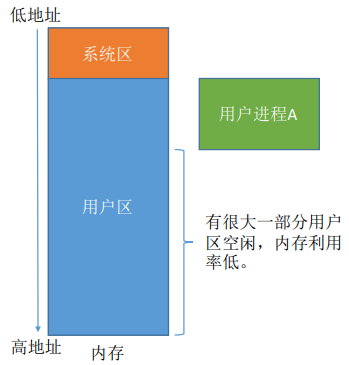 低地址
系统区
用户进程A
用户区
有很大一部分用户
区空闲，内存利用
率低。
高地址
内存